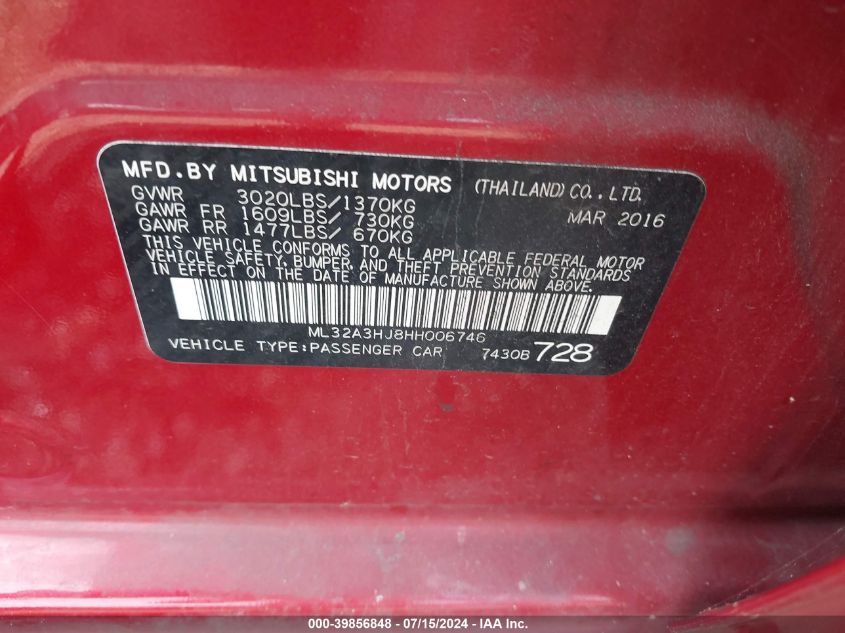 MFD.BY MITSUBISHI MOTORS (THAILAND) CO., LTD.
GVWR 3020LBS/1370KG MAR 2016
GAWR FR 1609LBS/ 730KG
GAWR RR 1477LBS/ 670KG
THIS VEHICLE CONFORMS TO ALL APPLICABLE FEDERAL MOTOR
VEHICLE SAFETY, BUMPER, AND THEFT PREVENTION STANDARDS
IN EFFECT ON THE DATE OF MANUFACTURE SHOWN ABOVE.
ML32A3HJ8HH006746
VEHICLE TYPE:PASSENGER CAR 7430B 728
000-39856848 - 07/15/2024 - IAA Inc.